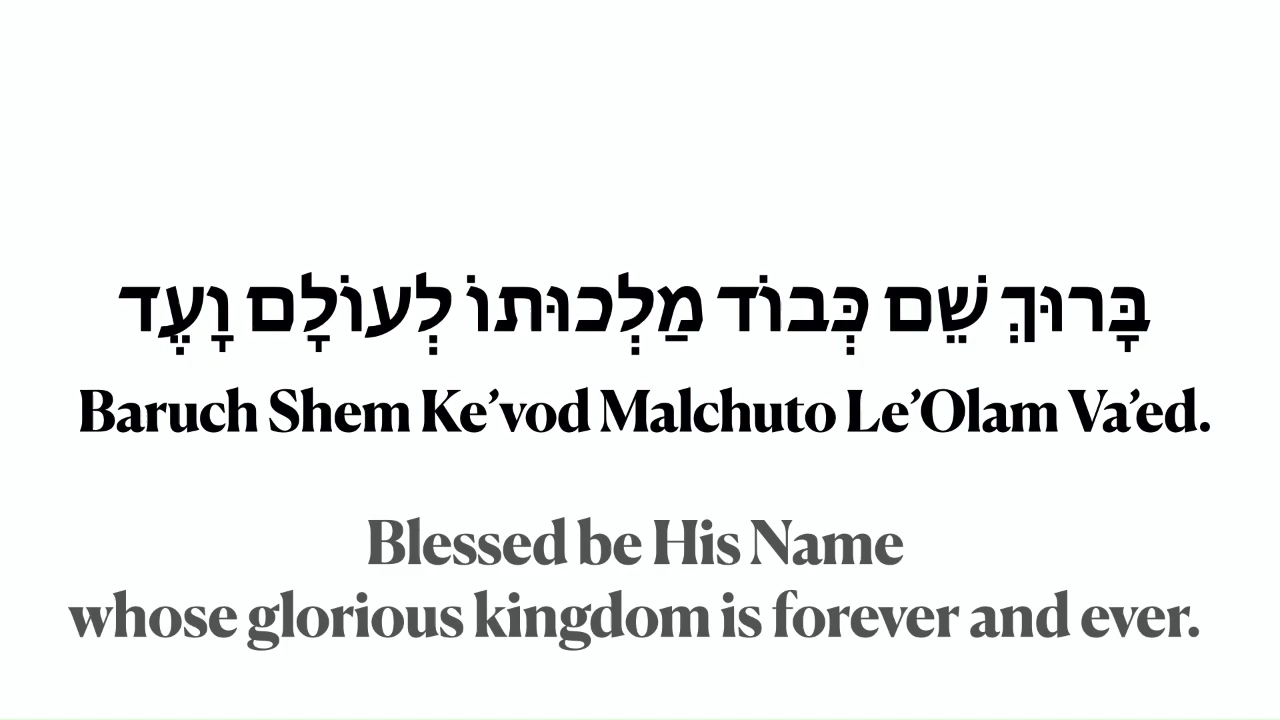 בָּרוּךְ שֵׁם כְּבוֹד מַלְכוּתוֹ לְעוֹלָם וָעֶד
Baruch Shem Ke’vod Malchuto Le’Olam Va’ed.
Blessed be His Name
whose glorious kingdom is forever and ever.